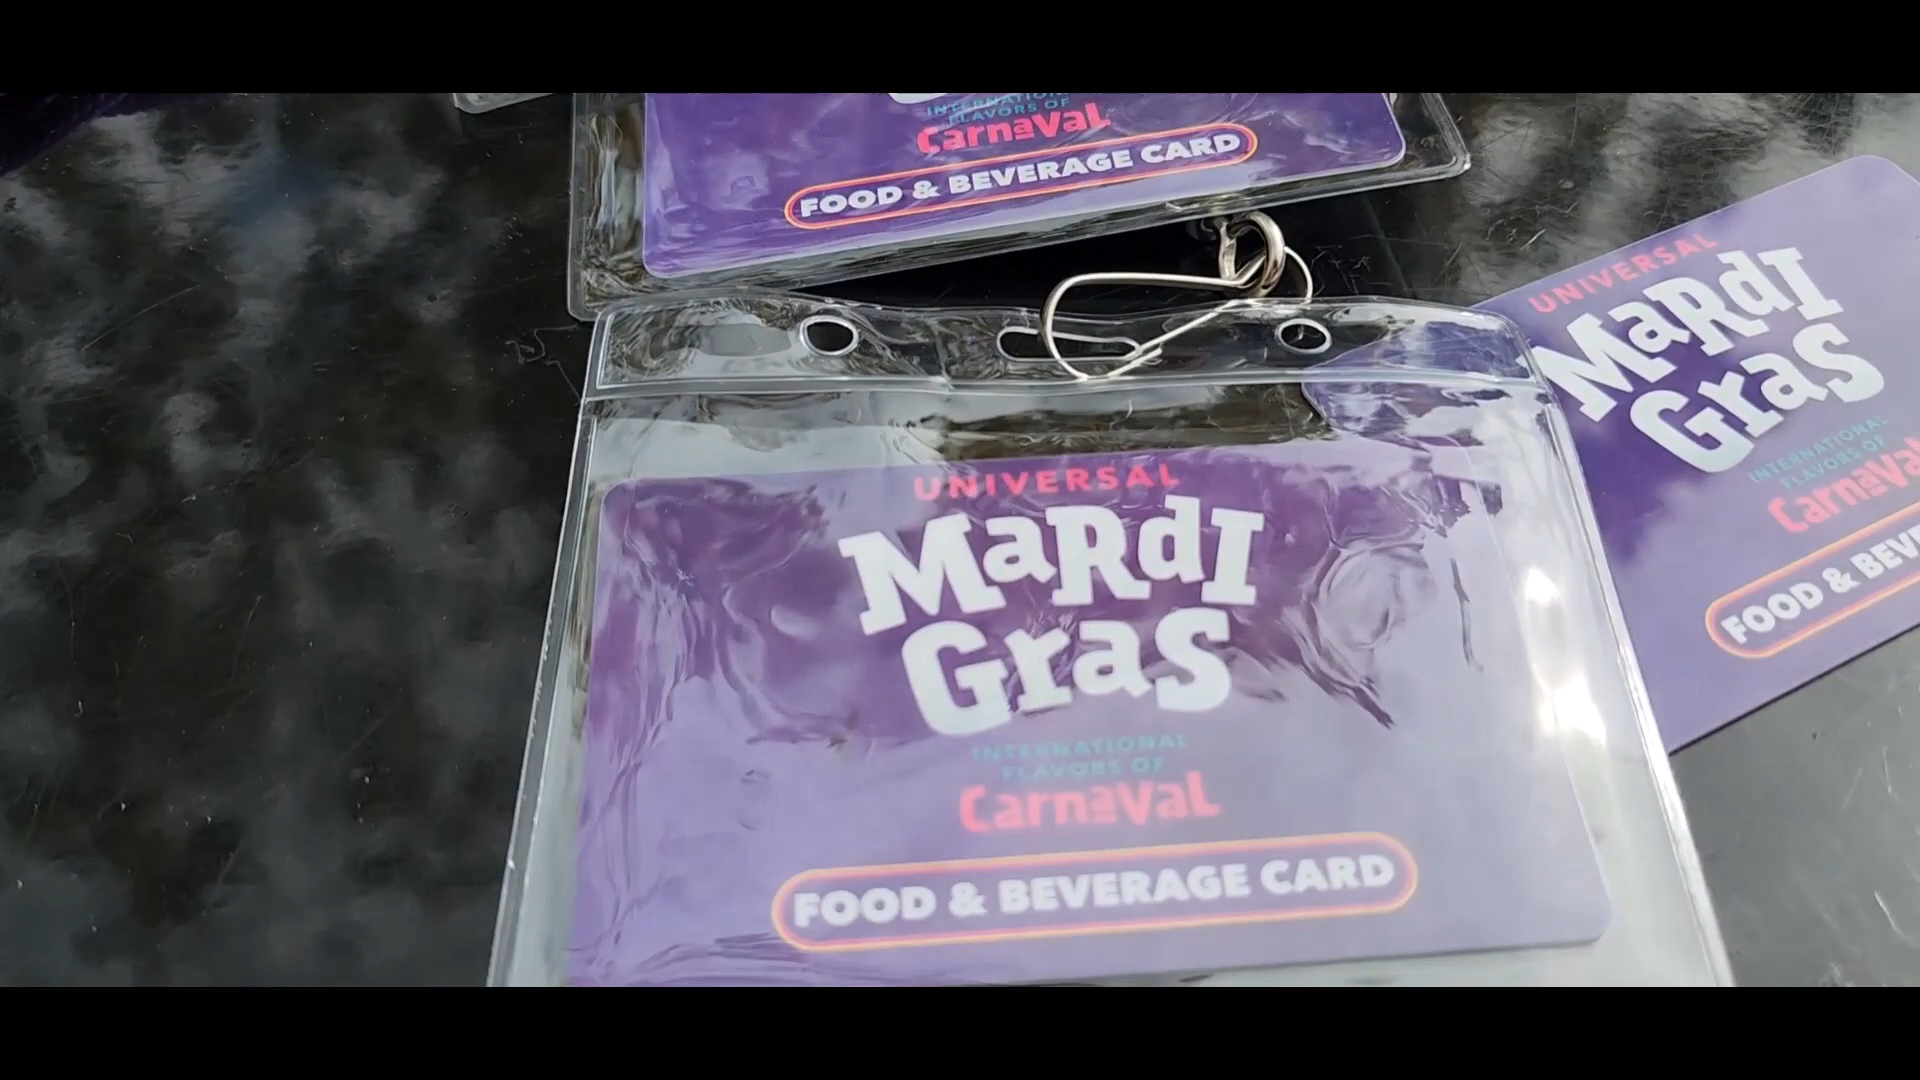 INTERNATIONAL
FLAVORS OF
CarnaVaL
FOOD & BEVERAGE CARD
UNIVERSAL
MaRdI
GraS
INTERNATIONAL
FLAVORS OF
CarnaVaL
FOOD & BEVERAGE CARD
UNIVERSAL
MaRdI
GraS
INTERNATIONAL
FLAVORS OF
CarnaVaL
FOOD & BEVE